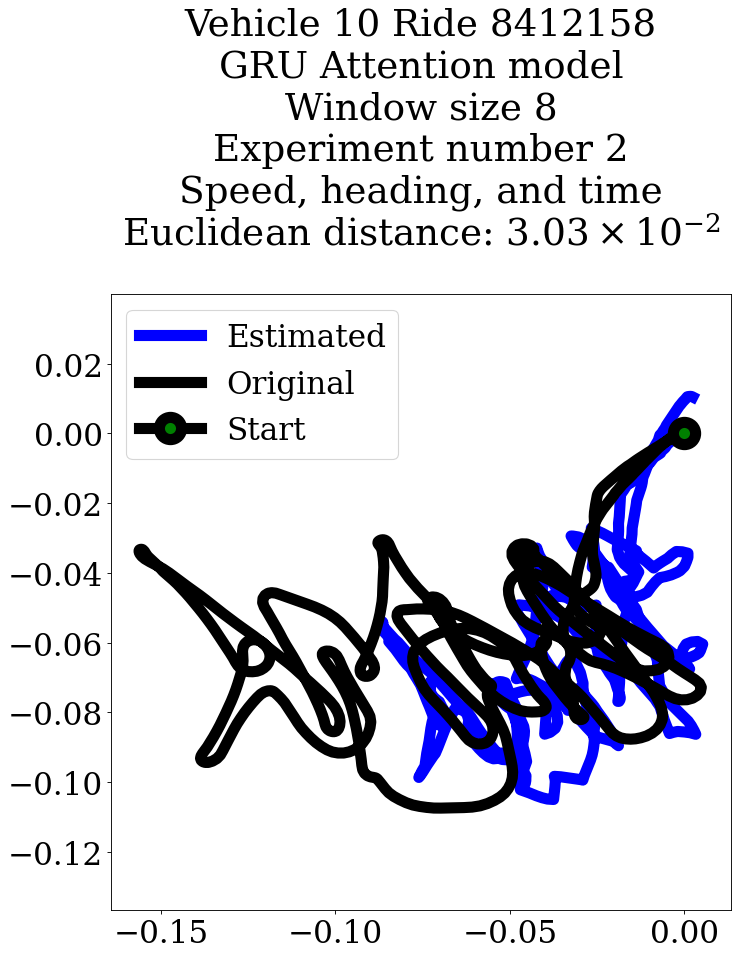 Vehicle 10 Ride 8412158
GRU Attention model
Window size 8
Experiment number 2
Speed, heading, and time
Euclidean distance: 3.03 × 10⁻²
Estimated
Original
Start
0.02
0.00
−0.02
−0.04
−0.06
−0.08
−0.10
−0.12
−0.15
−0.10
−0.05
0.00